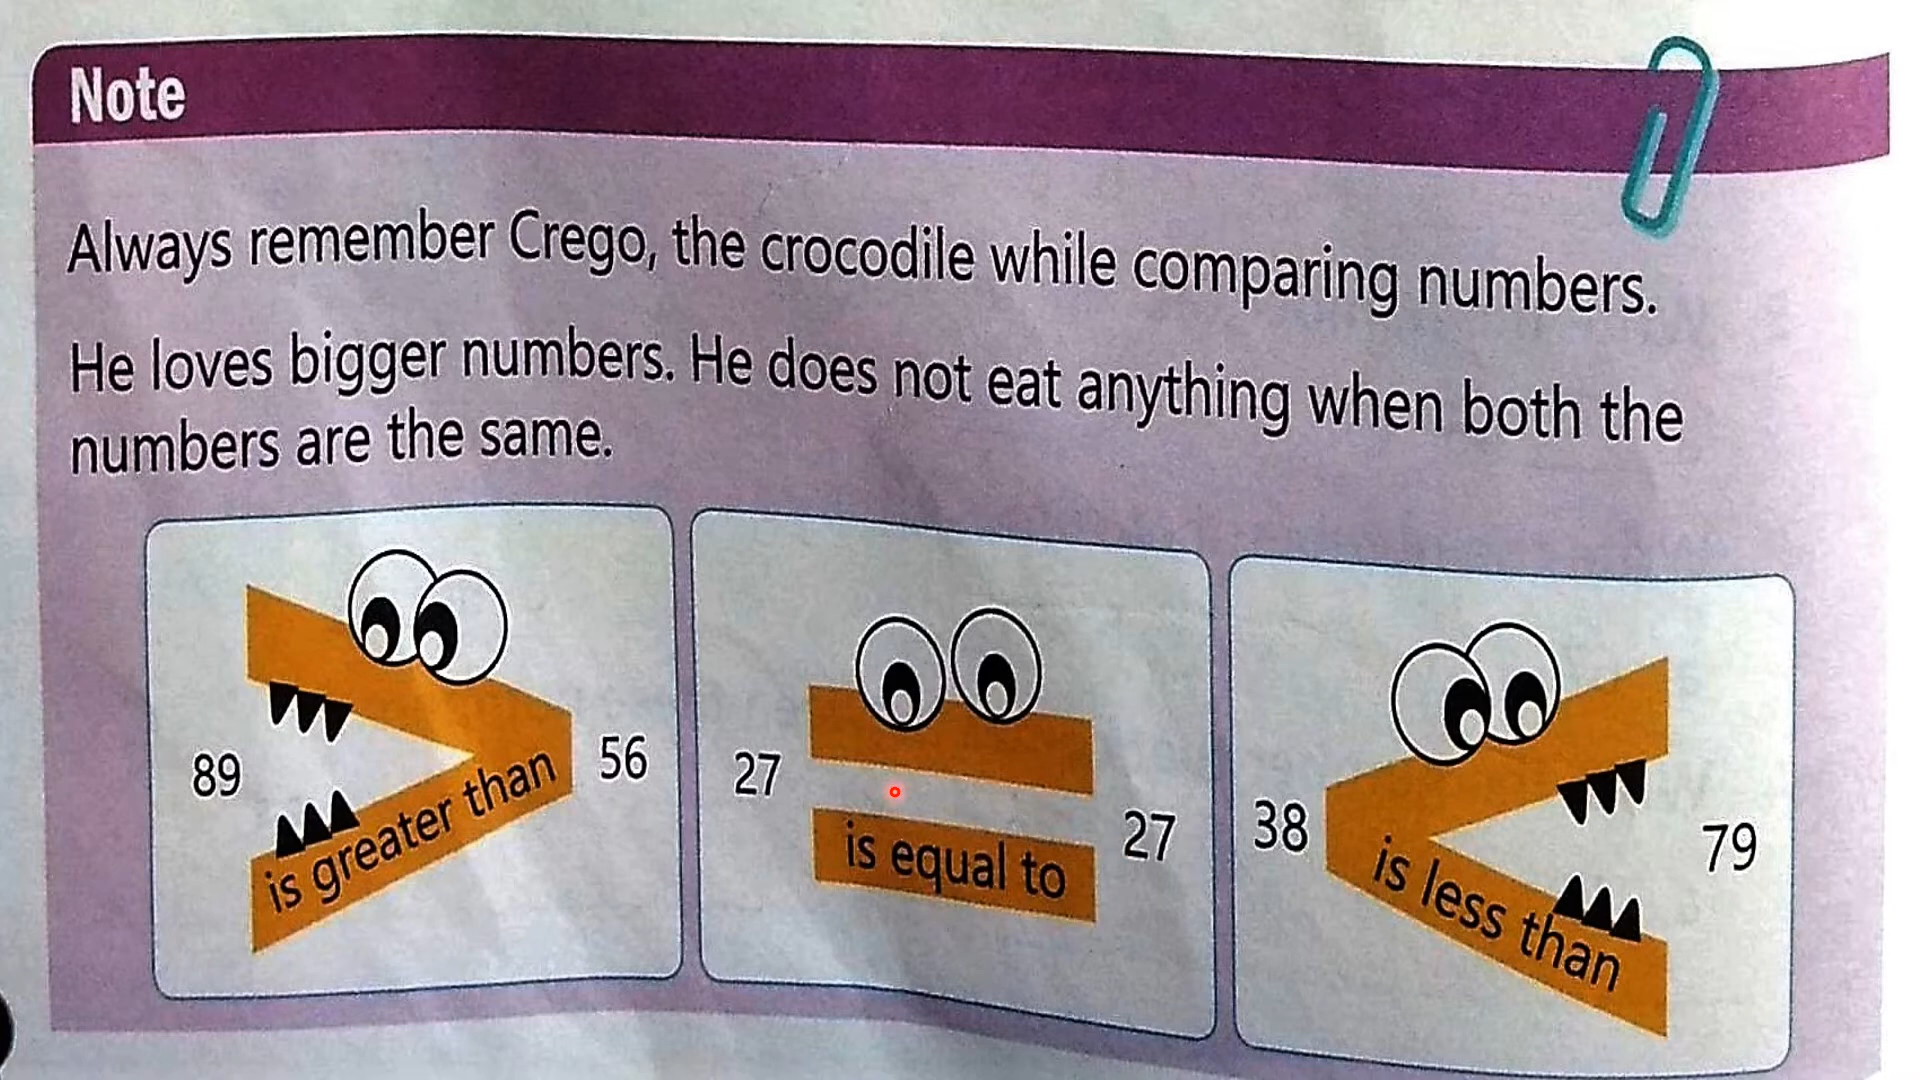 Note
Always remember Crego, the crocodile while comparing numbers.
He loves bigger numbers. He does not eat anything when both the
numbers are the same.
89 is greater than 56
27 is equal to 27
38 is less than 79